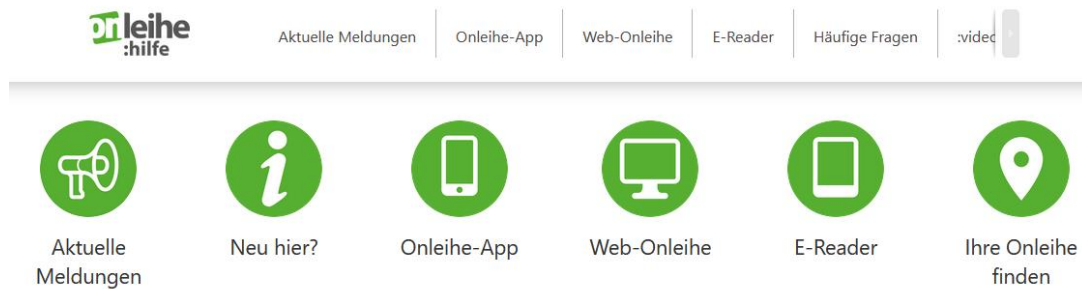 onleihe
:hilfe
Aktuelle Meldungen
Onleihe-App
Web-Onleihe
E-Reader
Häufige Fragen
:videc
Aktuelle
Meldungen
Neu hier?
Onleihe-App
Web-Onleihe
E-Reader
Ihre Onleihe
finden